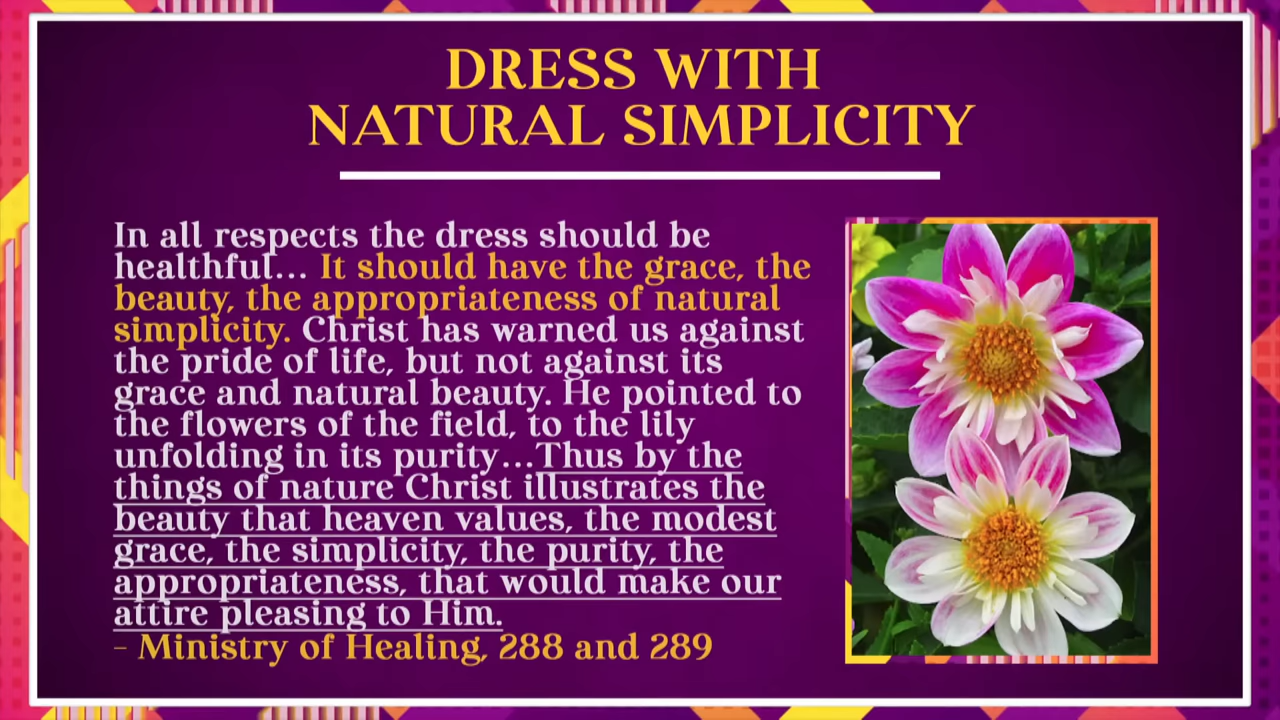 DRESS WITH
NATURAL SIMPLICITY
In all respects the dress should be
healthful... It should have the grace, the
beauty, the appropriateness of natural
simplicity. Christ has warned us against
the pride of life, but not against its
grace and natural beauty. He pointed to
the flowers of the field, to the lily
unfolding in its purity...Thus by the
things of nature Christ illustrates the
beauty that heaven values, the modest
grace, the simplicity, the purity, the
appropriateness, that would make our
attire pleasing to Him.
- Ministry of Healing, 288 and 289